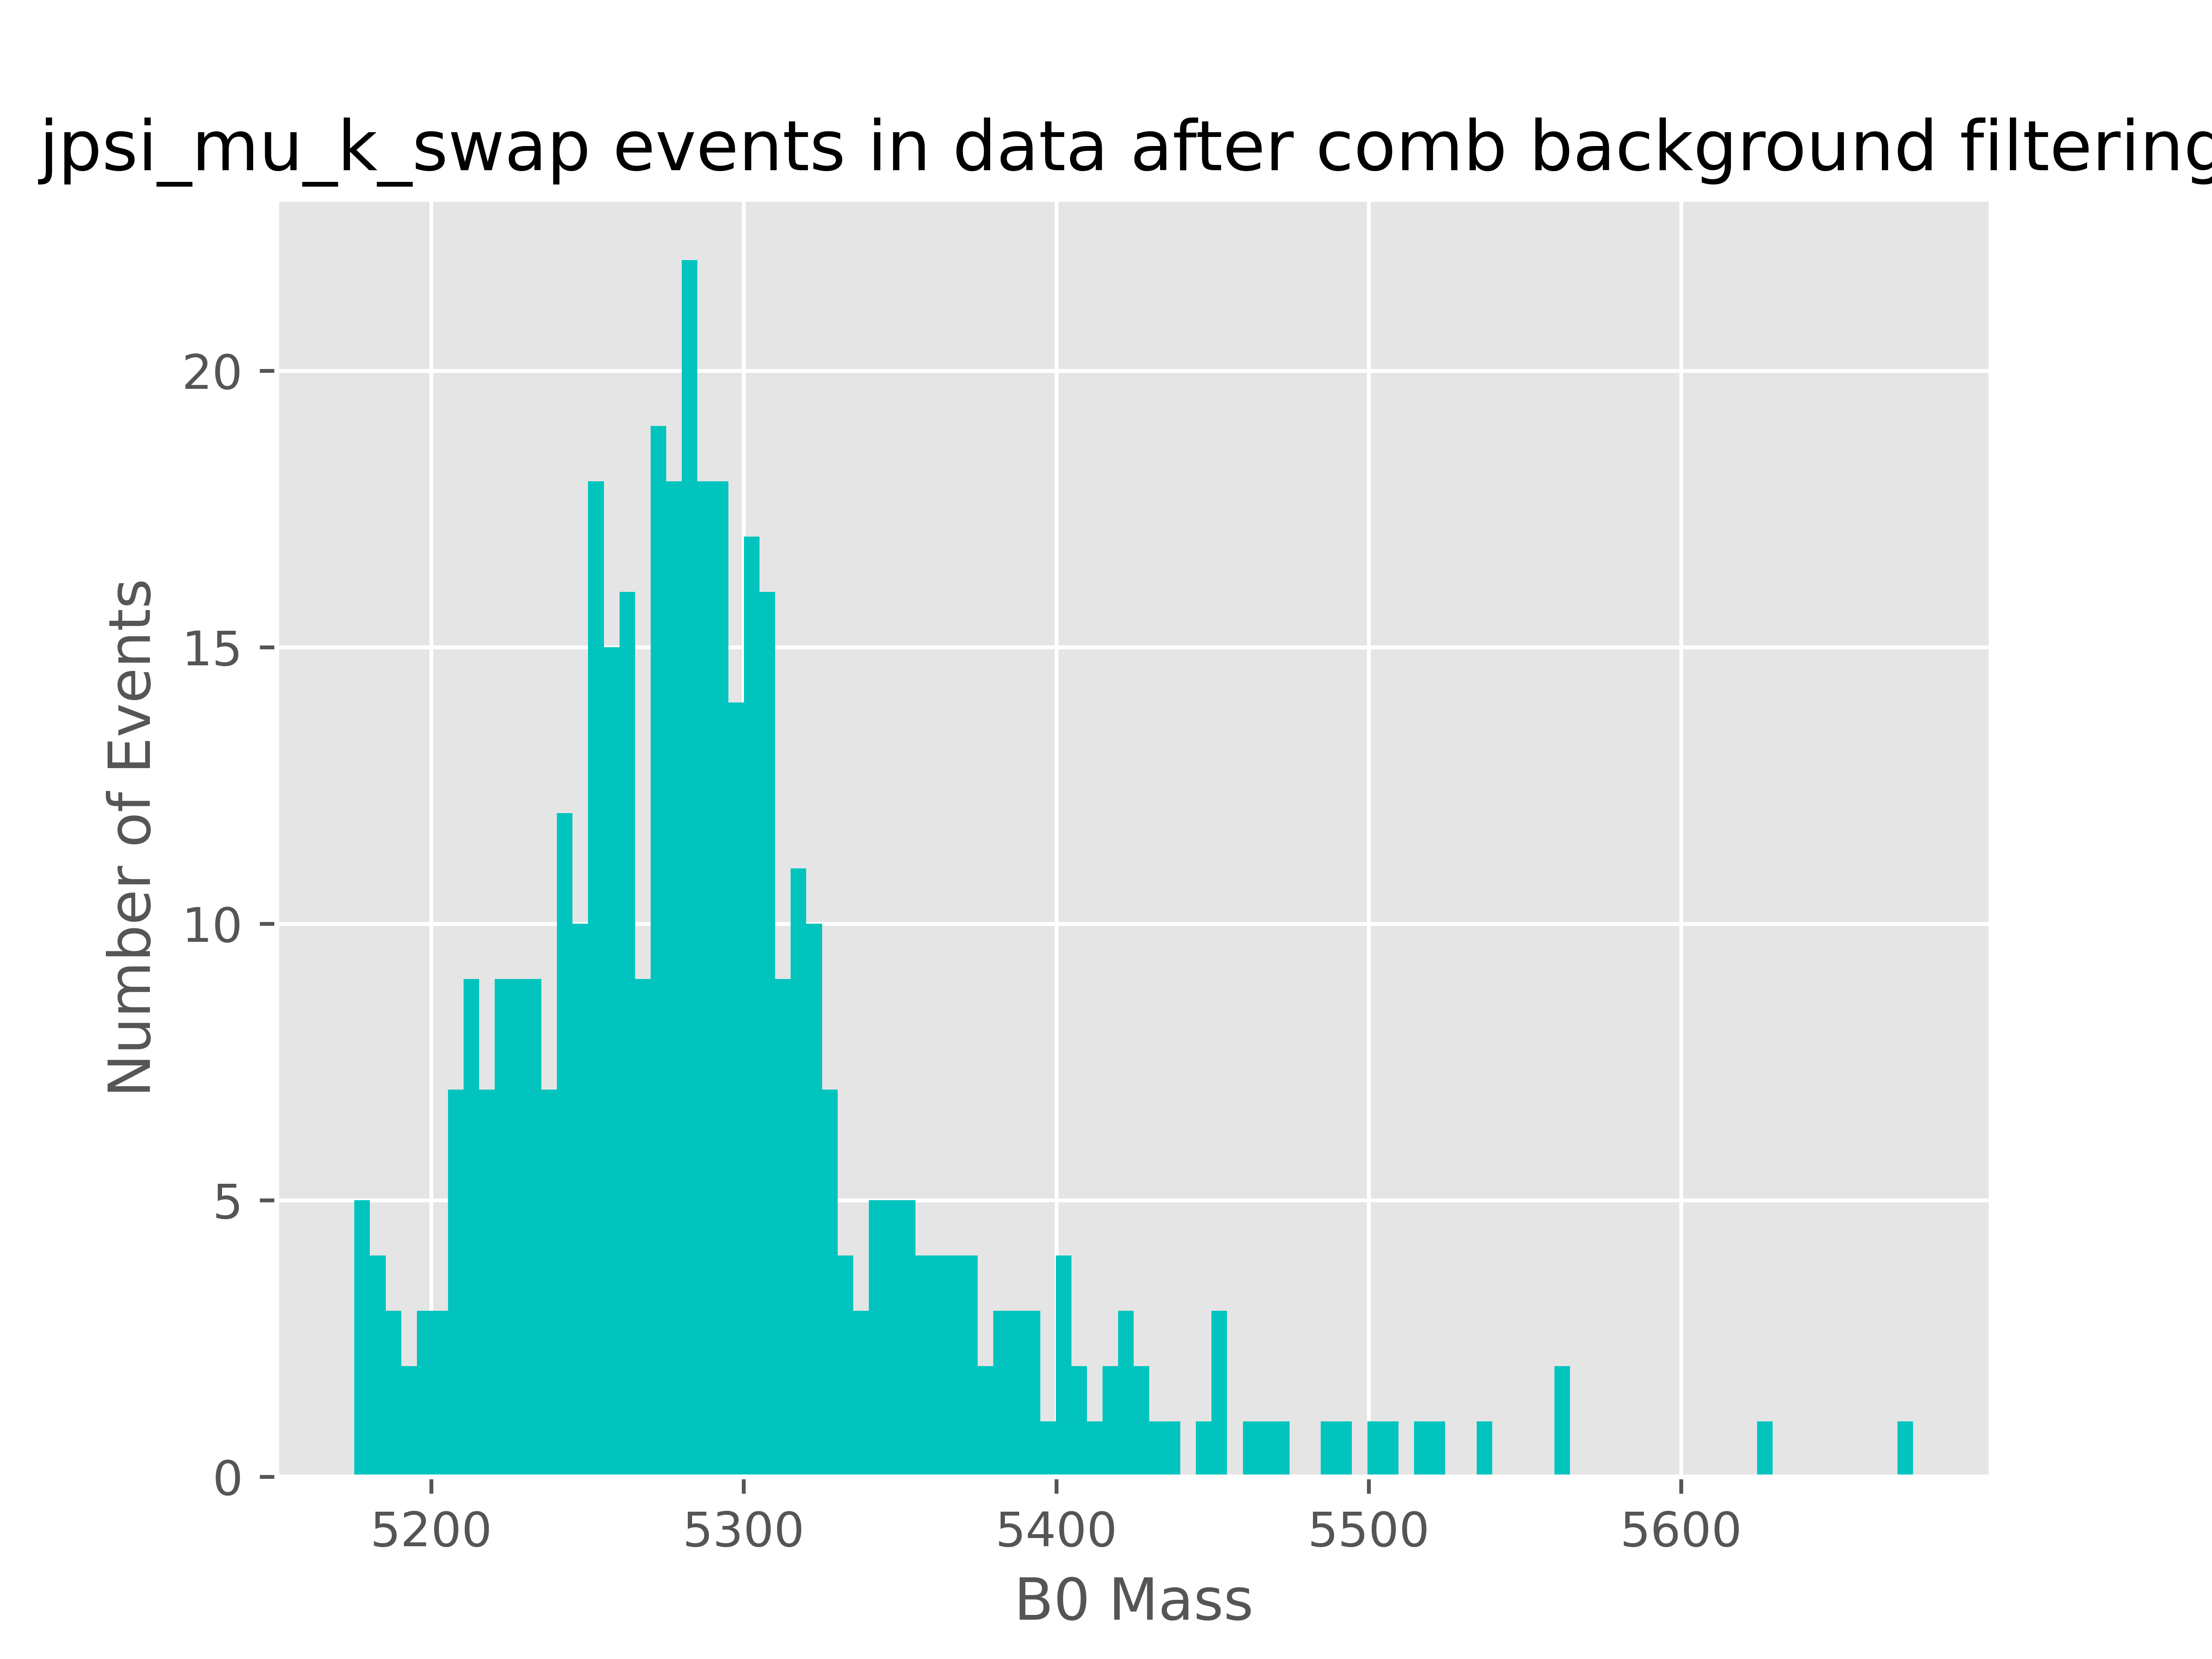 jpsi_mu_k_swap events in data after comb background filtering
Number of Events
20
15
10
5
0
5200 5300 5400 5500 5600
B0 Mass